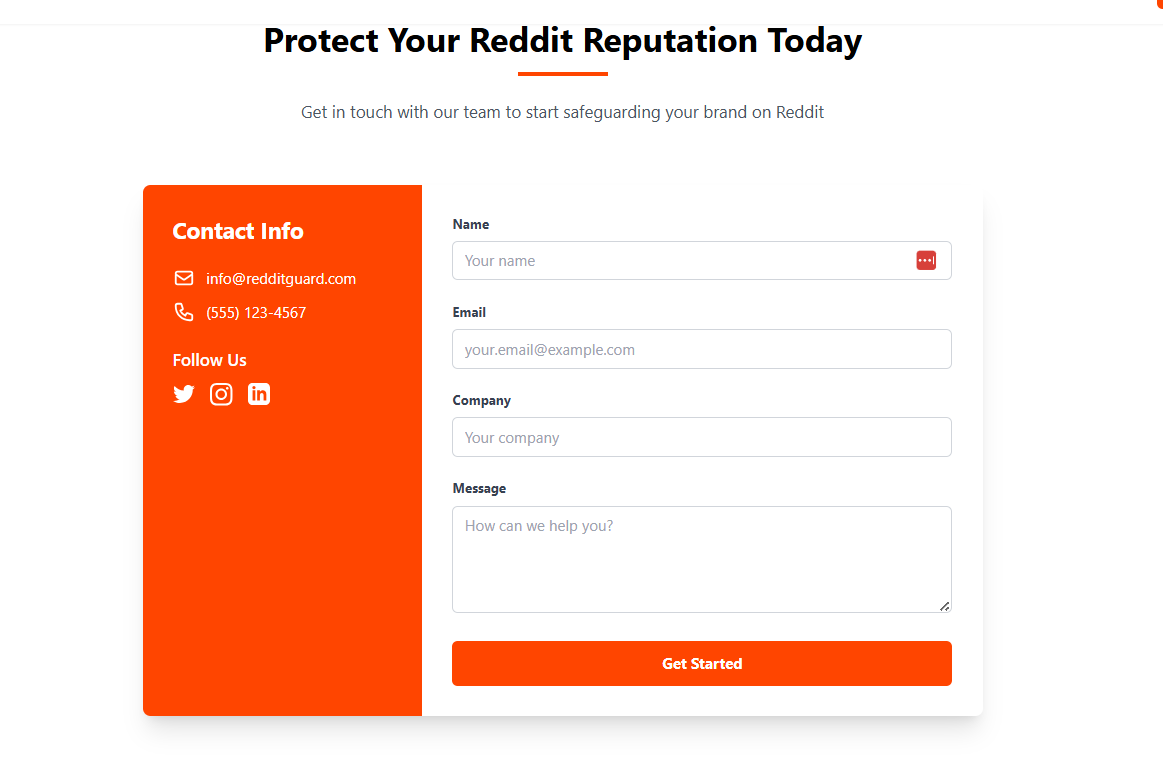 Protect Your Reddit Reputation Today
Get in touch with our team to start safeguarding your brand on Reddit
Contact Info
info@redditguard.com
(555) 123-4567
Follow Us
Name
Your name
Email
your.email@example.com
Company
Your company
Message
How can we help you?
Get Started